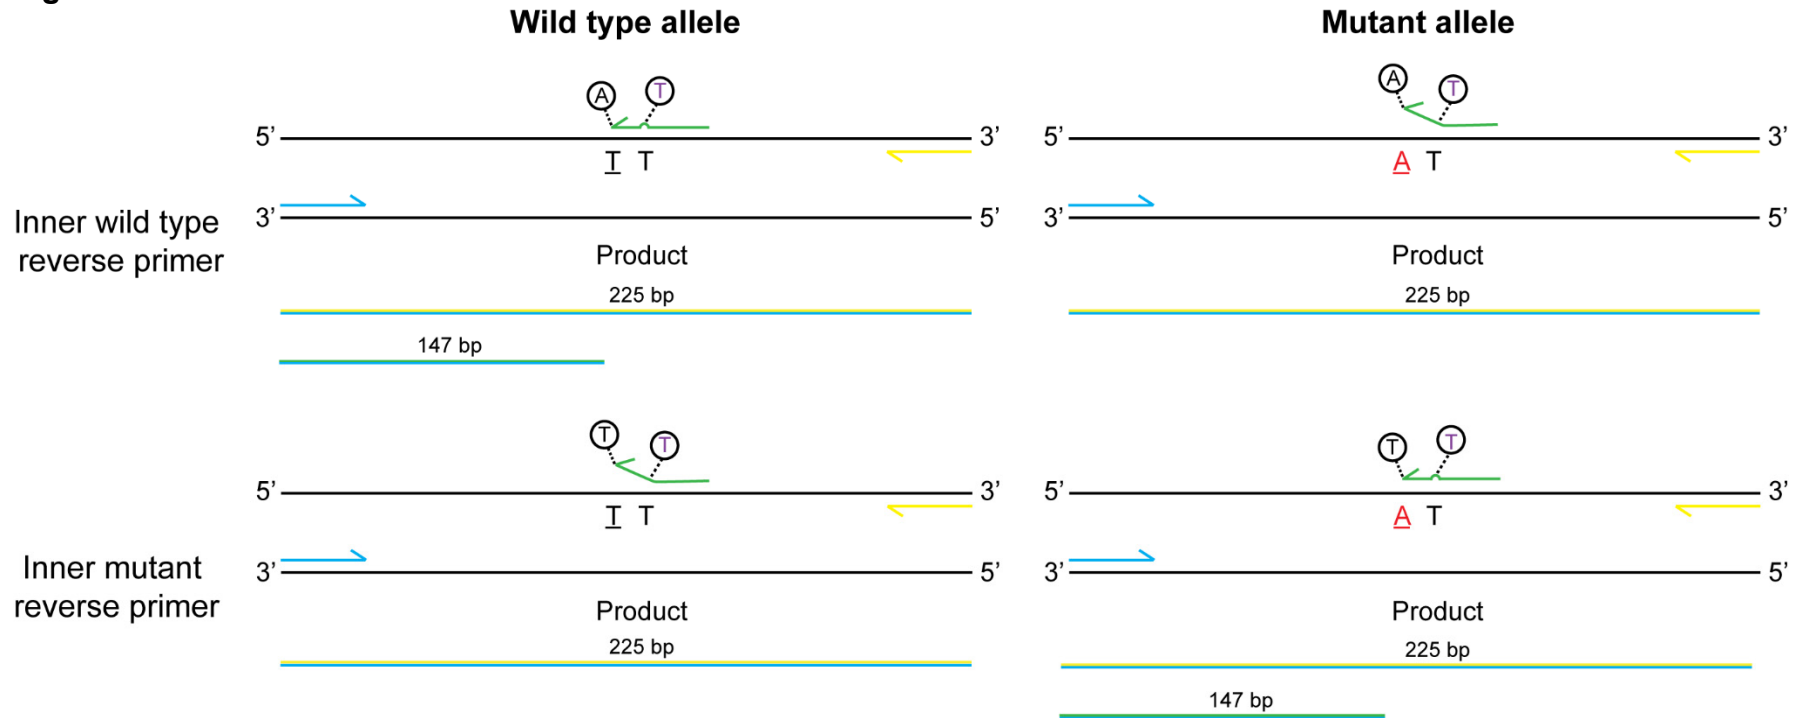 Wild type allele
Mutant allele
A T
A T
5’ 3’
5’ 3’
T T
A T
3’ 5’
3’ 5’
Inner wild type
reverse primer
Product
Product
225 bp
225 bp
147 bp
T T
T T
5’ 3’
5’ 3’
T T
A T
3’ 5’
3’ 5’
Inner mutant
reverse primer
Product
Product
225 bp
225 bp
147 bp